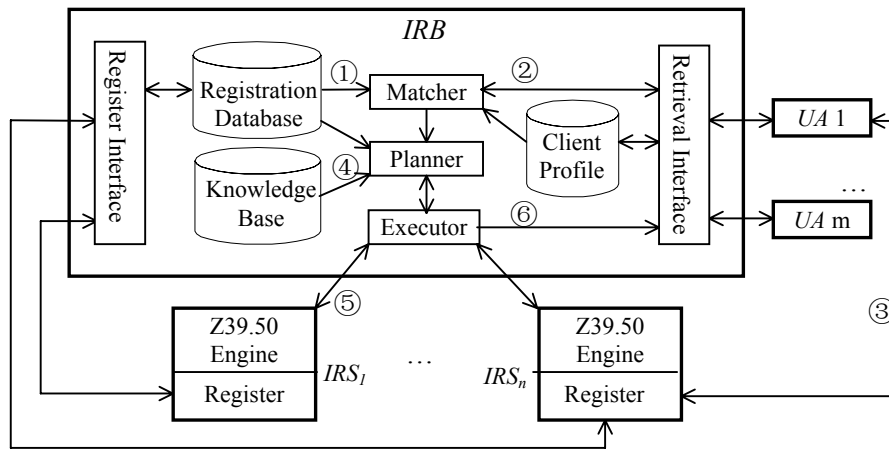 IRB
Register Interface
Registration
Database
①
Matcher
②
Retrieval Interface
Client
Profile
UA 1
…
UA m
Knowledge
Base
④
Planner
Executor
⑥
⑤
③
Z39.50
Engine
Register
IRS1
…
IRSn
Z39.50
Engine
Register